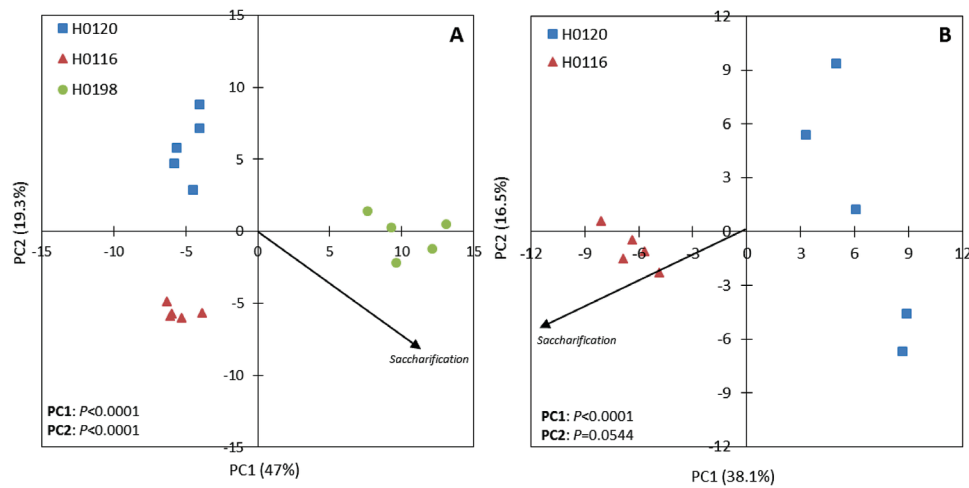 H0120
H0116
H0198
A
15
10
5
0
-5
-10
-15
-15
-10
-5
0
5
10
15
PC2 (19.3%)
PC1 (47%)
Saccharification
PC1: P<0.0001
PC2: P<0.0001
H0120
H0116
B
12
9
6
3
0
-3
-6
-9
-12
-12
-9
-6
-3
0
3
6
9
12
PC2 (16.5%)
PC1 (38.1%)
Saccharification
PC1: P<0.0001
PC2: P=0.0544